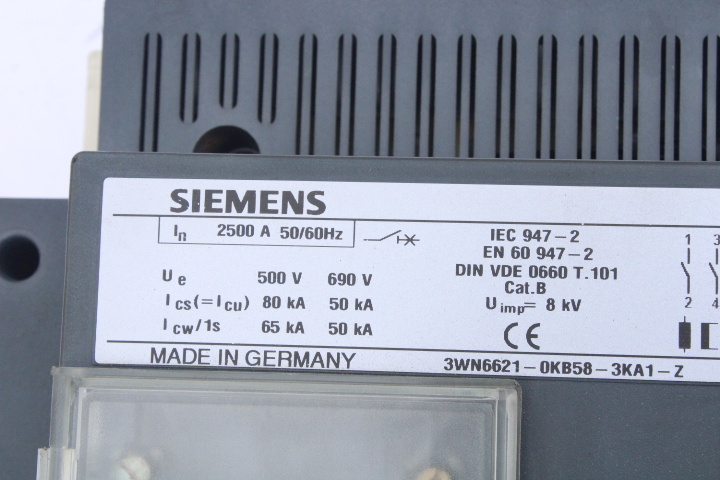 SIEMENS
In 2500 A 50/60Hz
Ue 500 V 690 V
Ics(=Icu) 80 kA 50 kA
Icw/1s 65 kA 50 kA
MADE IN GERMANY
IEC 947-2
EN 60 947-2
DIN VDE 0660 T.101
Cat.B
Uimp= 8 kV
CE
3WN6621-0KB58-3KA1-Z
1 3
2 4